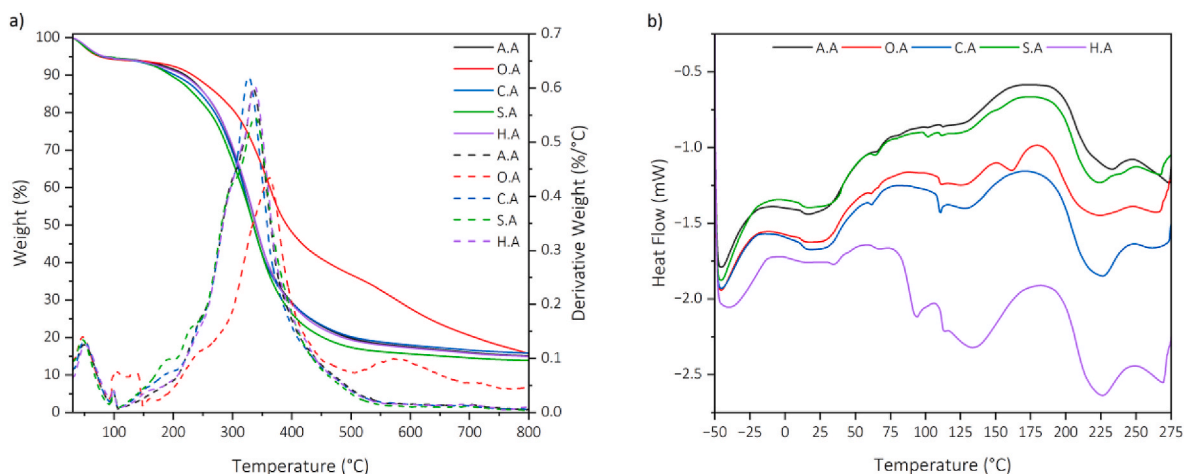 a)
100
90
80
70
60
50
40
30
20
10
0
Weight (%)
100
200
300
400
500
600
700
800
Temperature (°C)
0.7
0.6
0.5
0.4
0.3
0.2
0.1
0.0
Derivative Weight (%/°C)
A.A
O.A
C.A
S.A
H.A
A.A
O.A
C.A
S.A
H.A
b)
A.A O.A C.A S.A H.A
−0.5
−1.0
−1.5
−2.0
−2.5
Heat Flow (mW)
−50 −25 0 25 50 75 100 125 150 175 200 225 250 275
Temperature (°C)